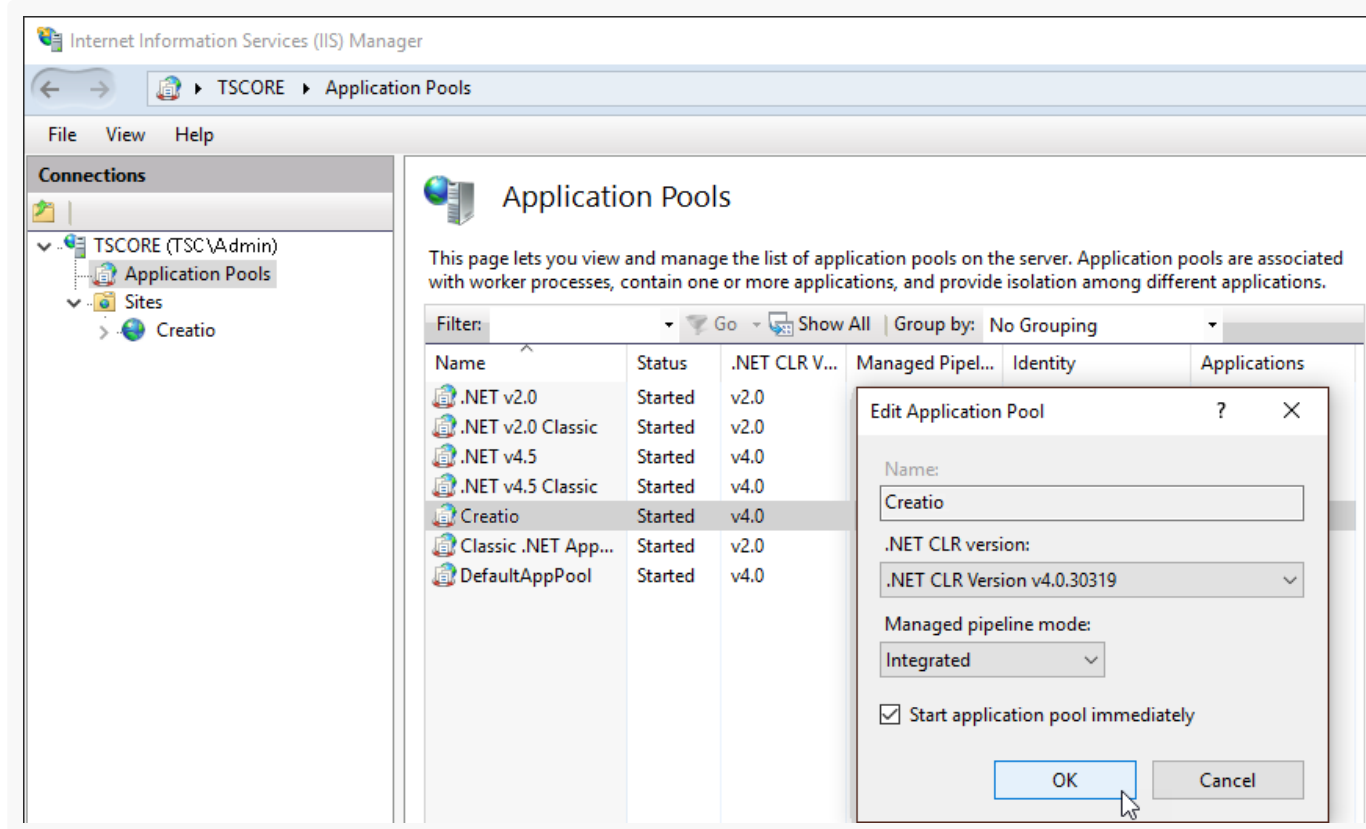 Internet Information Services (IIS) Manager
TSCORE Application Pools
File View Help
Connections
TSCORE (TSC\Admin)
Application Pools
Sites
Creatio
Application Pools
This page lets you view and manage the list of application pools on the server. Application pools are associated
with worker processes, contain one or more applications, and provide isolation among different applications.
Filter: Go Show All Group by: No Grouping
Name Status .NET CLR V... Managed Pipel... Identity Applications
.NET v2.0 Started v2.0
.NET v2.0 Classic Started v2.0
.NET v4.5 Started v4.0
.NET v4.5 Classic Started v4.0
Creatio Started v4.0
Classic .NET App... Started v2.0
DefaultAppPool Started v4.0
Edit Application Pool ?
Name:
Creatio
.NET CLR version:
.NET CLR Version v4.0.30319
Managed pipeline mode:
Integrated
Start application pool immediately
OK Cancel